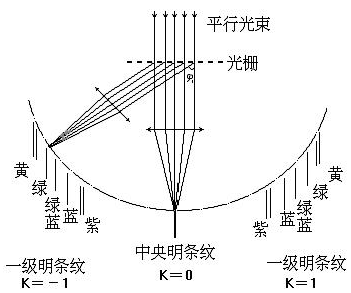 平行光束
光栅
φ
黄
绿
绿
蓝
蓝
紫
紫
蓝
蓝
绿
绿
黄
中央明条纹
K=0
一级明条纹
K=-1
一级明条纹
K=1